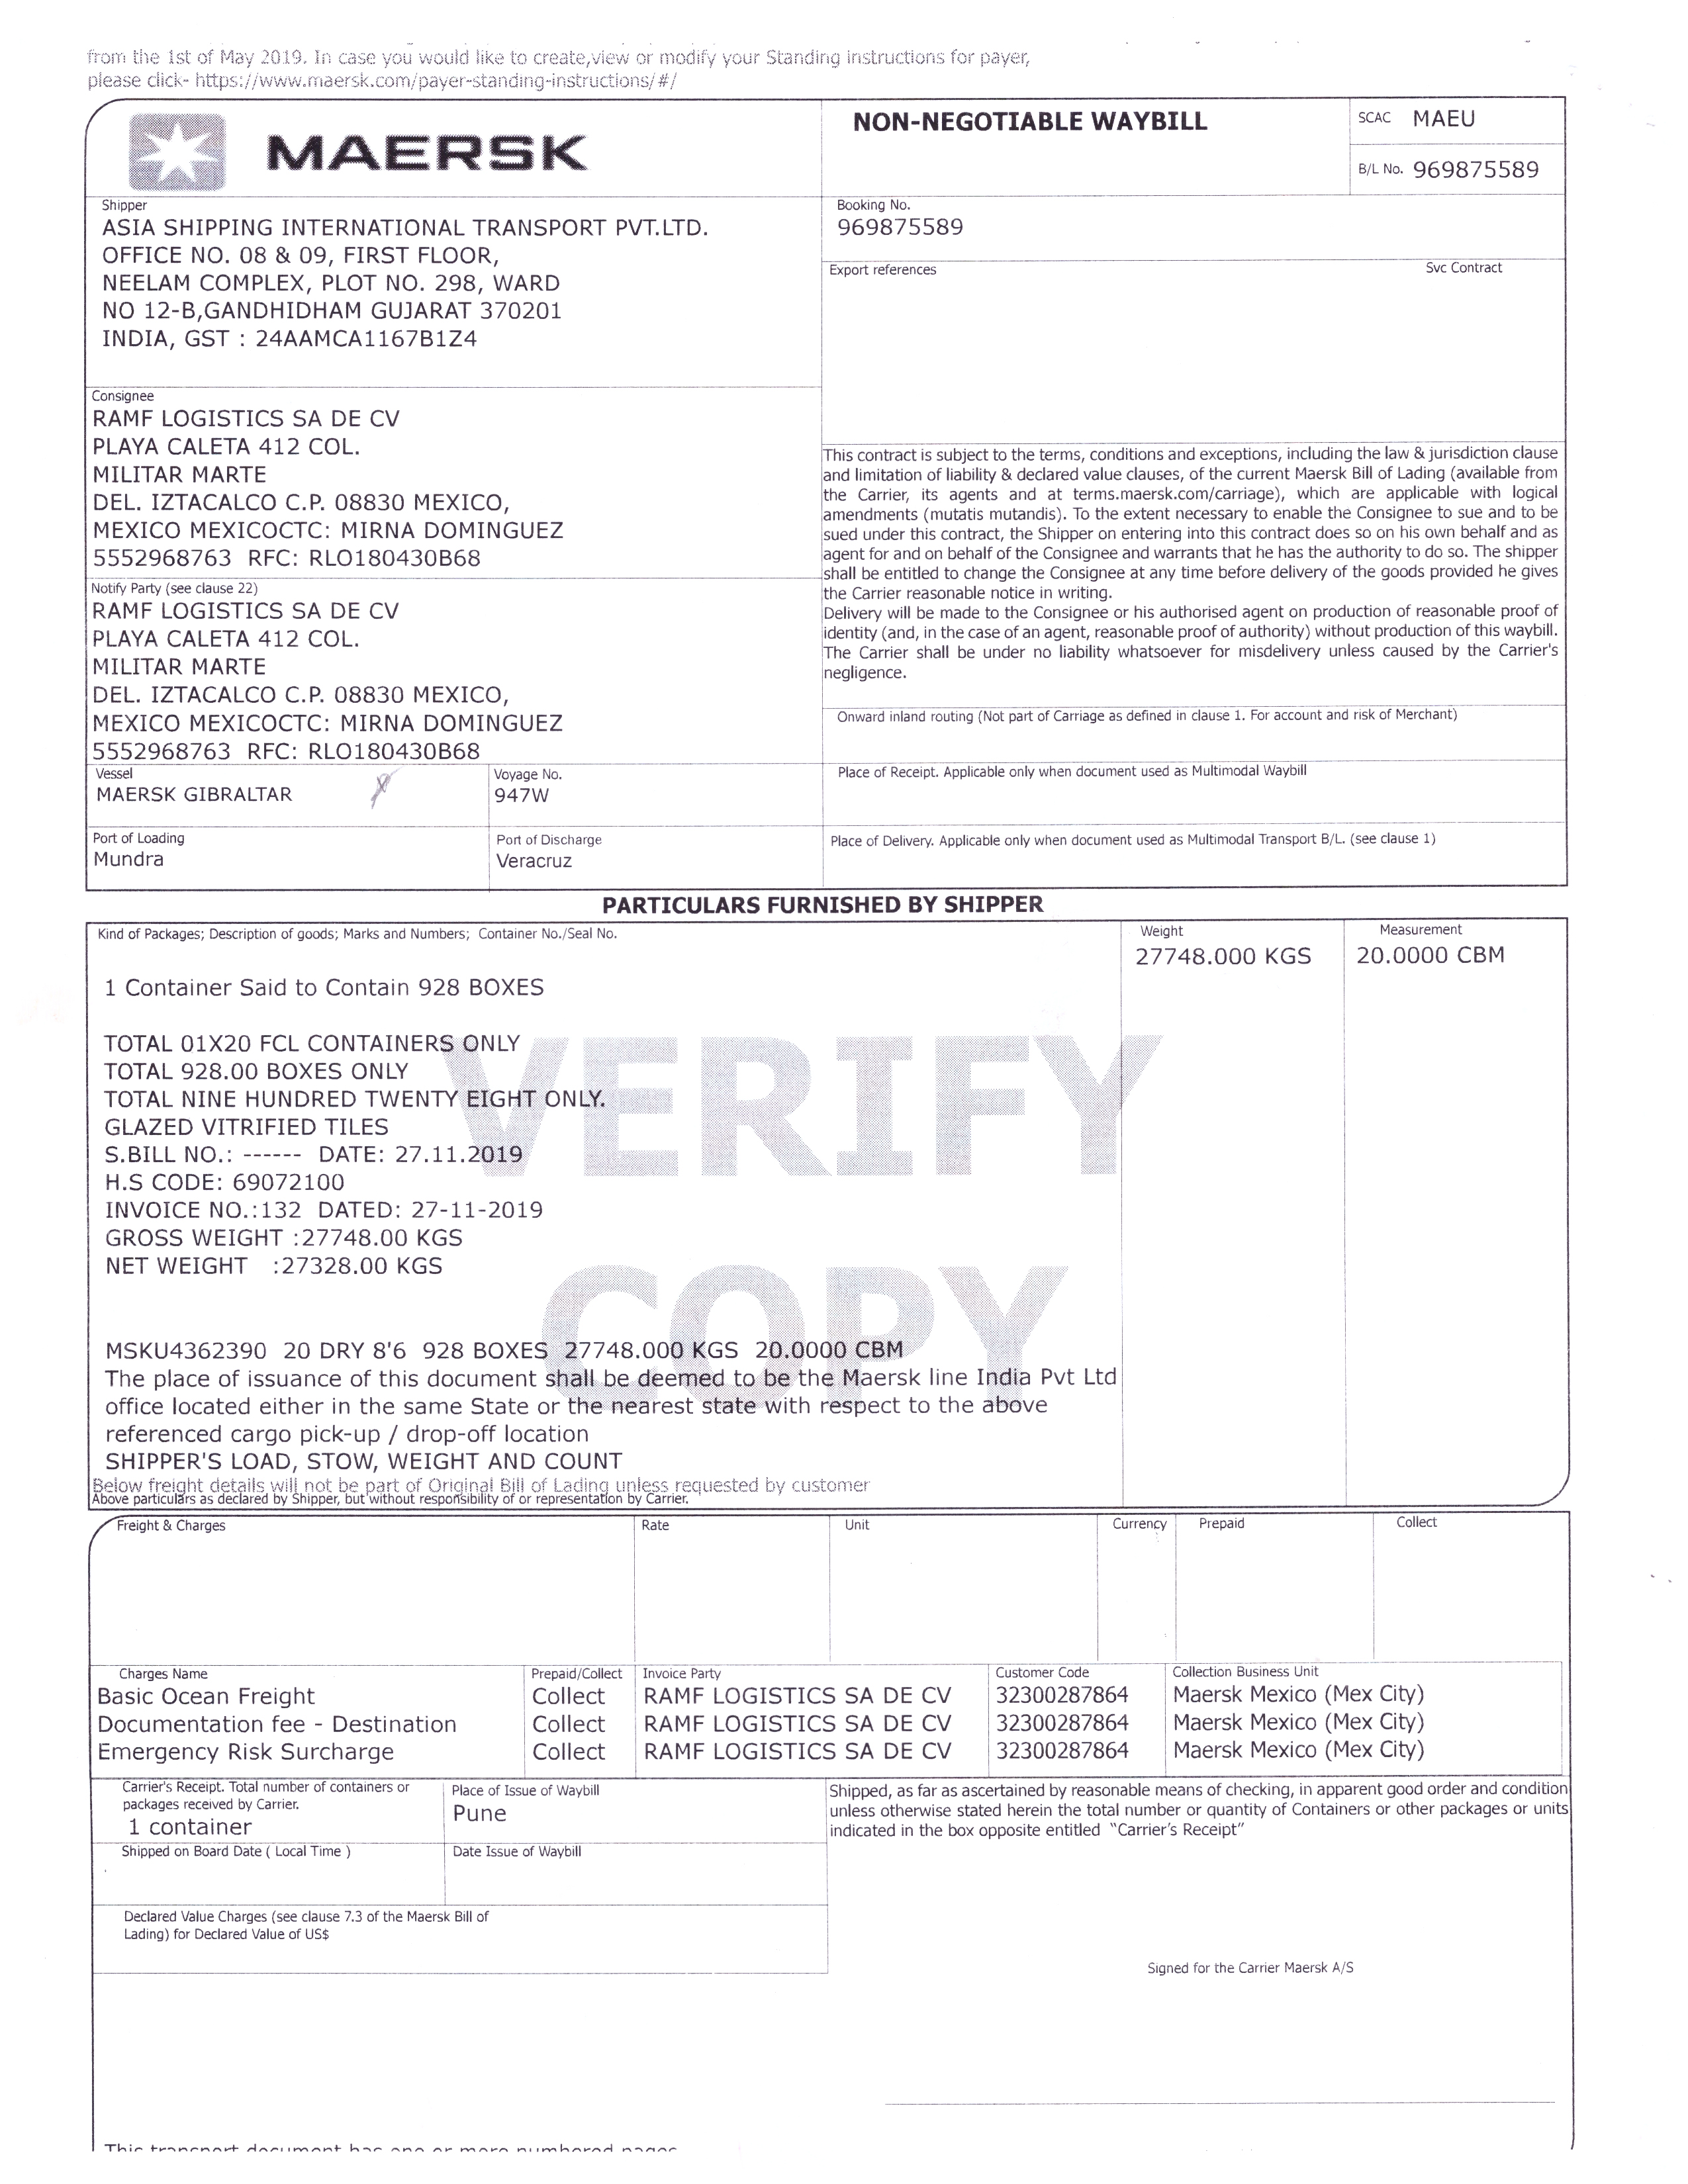 from the 1st of May 2019. In case you would like to create,view or modify your Standing instructions for payer,
please click- https://www.maersk.com/payer-standing-instructions/#/
MAERSK
NON-NEGOTIABLE WAYBILL
SCAC MAEU
B/L No. 969875589
Shipper
ASIA SHIPPING INTERNATIONAL TRANSPORT PVT.LTD.
OFFICE NO. 08 & 09, FIRST FLOOR,
NEELAM COMPLEX, PLOT NO. 298, WARD
NO 12-B,GANDHIDHAM GUJARAT 370201
INDIA, GST : 24AAMCA1167B1Z4
Booking No.
969875589
Export references
Svc Contract
Consignee
RAMF LOGISTICS SA DE CV
PLAYA CALETA 412 COL.
MILITAR MARTE
DEL. IZTACALCO C.P. 08830 MEXICO,
MEXICO MEXICOCTC: MIRNA DOMINGUEZ
5552968763 RFC: RLO180430B68
This contract is subject to the terms, conditions and exceptions, including the law & jurisdiction clause
and limitation of liability & declared value clauses, of the current Maersk Bill of Lading (available from
the Carrier, its agents and at terms.maersk.com/carriage), which are applicable with logical
amendments (mutatis mutandis). To the extent necessary to enable the Consignee to sue and to be
sued under this contract, the Shipper on entering into this contract does so on his own behalf and as
agent for and on behalf of the Consignee and warrants that he has the authority to do so. The shipper
shall be entitled to change the Consignee at any time before delivery of the goods provided he gives
the Carrier reasonable notice in writing.
Delivery will be made to the Consignee or his authorised agent on production of reasonable proof of
identity (and, in the case of an agent, reasonable proof of authority) without production of this waybill.
The Carrier shall be under no liability whatsoever for misdelivery unless caused by the Carrier's
negligence.
Notify Party (see clause 22)
RAMF LOGISTICS SA DE CV
PLAYA CALETA 412 COL.
MILITAR MARTE
DEL. IZTACALCO C.P. 08830 MEXICO,
MEXICO MEXICOCTC: MIRNA DOMINGUEZ
5552968763 RFC: RLO180430B68
Onward inland routing (Not part of Carriage as defined in clause 1. For account and risk of Merchant)
Vessel
MAERSK GIBRALTAR
Voyage No.
947W
Place of Receipt. Applicable only when document used as Multimodal Waybill
Port of Loading
Mundra
Port of Discharge
Veracruz
Place of Delivery. Applicable only when document used as Multimodal Transport B/L. (see clause 1)
PARTICULARS FURNISHED BY SHIPPER
Kind of Packages; Description of goods; Marks and Numbers; Container No./Seal No.
Weight
27748.000 KGS
Measurement
20.0000 CBM
1 Container Said to Contain 928 BOXES
TOTAL 01X20 FCL CONTAINERS ONLY
TOTAL 928.00 BOXES ONLY
TOTAL NINE HUNDRED TWENTY EIGHT ONLY.
GLAZED VITRIFIED TILES
S.BILL NO.: ------ DATE: 27.11.2019
H.S CODE: 69072100
INVOICE NO.:132 DATED: 27-11-2019
GROSS WEIGHT :27748.00 KGS
NET WEIGHT :27328.00 KGS
VERIFY
COPY
MSKU4362390 20 DRY 8'6 928 BOXES 27748.000 KGS 20.0000 CBM
The place of issuance of this document shall be deemed to be the Maersk line India Pvt Ltd
office located either in the same State or the nearest state with respect to the above
referenced cargo pick-up / drop-off location
SHIPPER'S LOAD, STOW, WEIGHT AND COUNT
Below freight details will not be part of Original Bill of Lading unless requested by customer
Above particulars as declared by Shipper, but without responsibility of or representation by Carrier.
Freight & Charges Rate Unit Currency Prepaid Collect
Charges Name Prepaid/Collect Invoice Party Customer Code Collection Business Unit
Basic Ocean Freight Collect RAMF LOGISTICS SA DE CV 32300287864 Maersk Mexico (Mex City)
Documentation fee - Destination Collect RAMF LOGISTICS SA DE CV 32300287864 Maersk Mexico (Mex City)
Emergency Risk Surcharge Collect RAMF LOGISTICS SA DE CV 32300287864 Maersk Mexico (Mex City)
Carrier's Receipt. Total number of containers or
packages received by Carrier.
1 container
Place of Issue of Waybill
Pune
Shipped, as far as ascertained by reasonable means of checking, in apparent good order and condition
unless otherwise stated herein the total number or quantity of Containers or other packages or units
indicated in the box opposite entitled "Carrier's Receipt"
Shipped on Board Date ( Local Time )
Date Issue of Waybill
Declared Value Charges (see clause 7.3 of the Maersk Bill of
Lading) for Declared Value of US$
Signed for the Carrier Maersk A/S
This transport document has one or more numbered pages